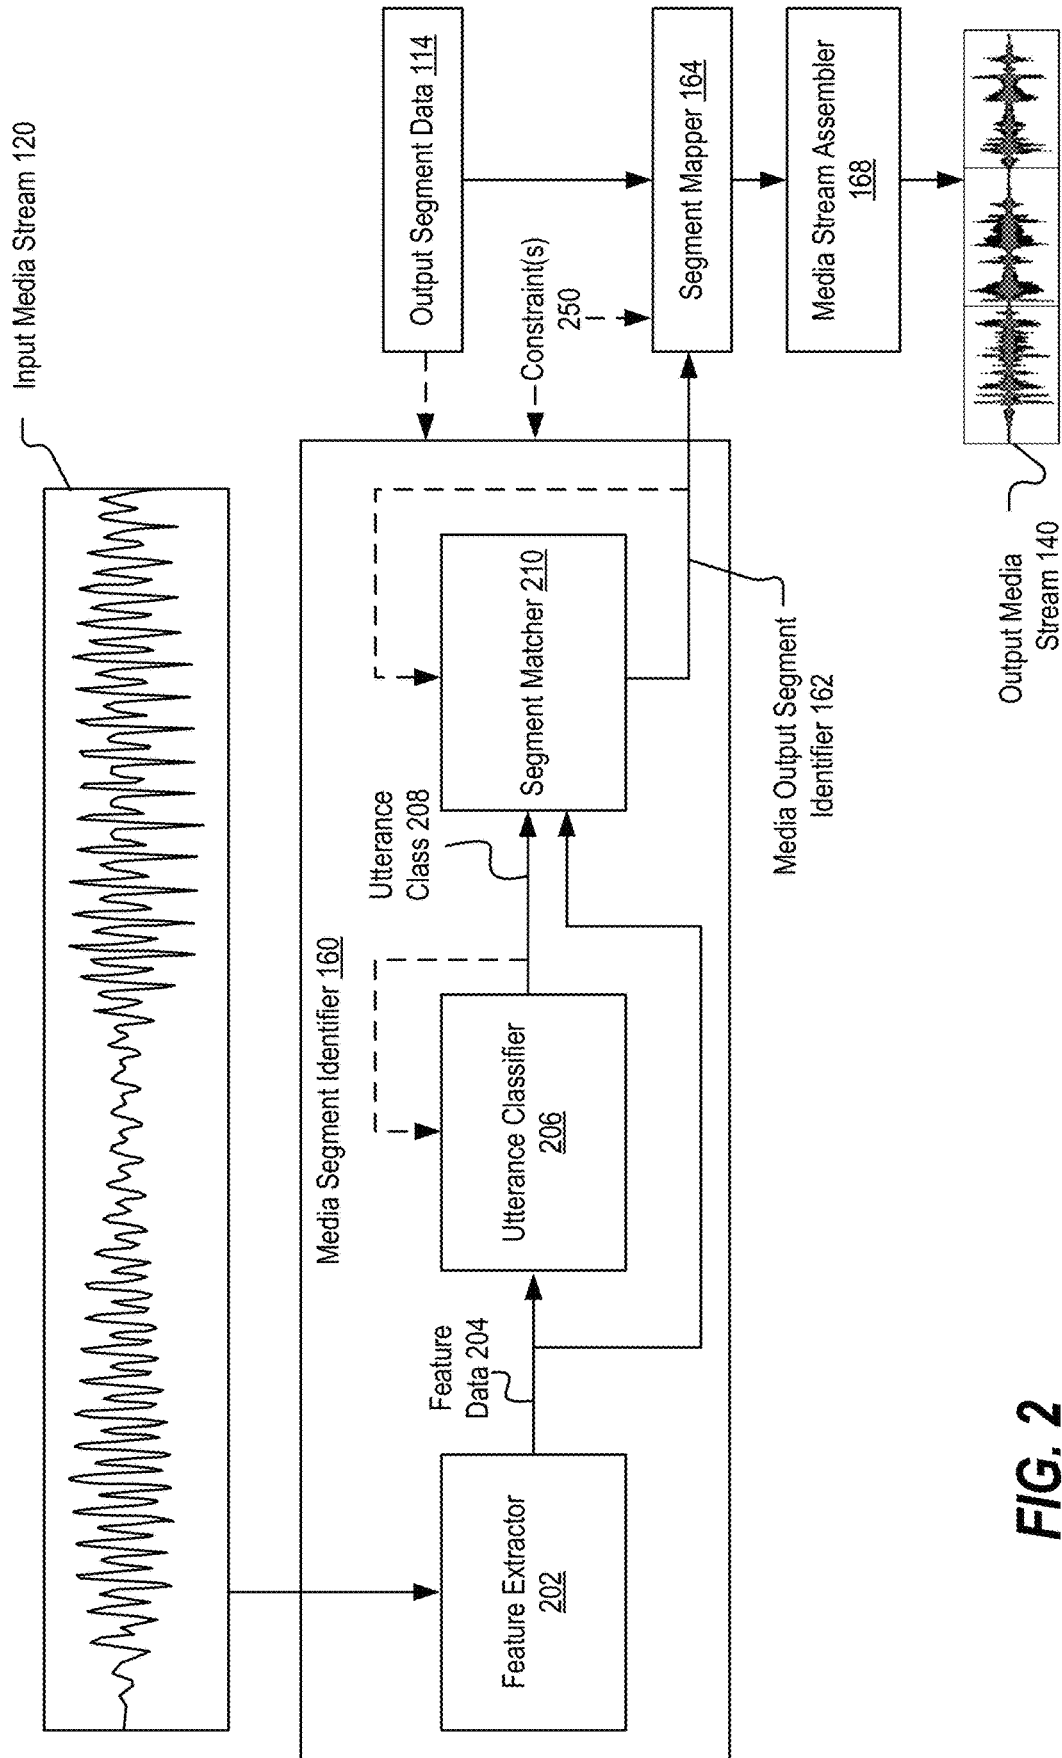 Input Media Stream 120
Output Segment Data 114
Media Segment Identifier 160
Constraint(s)
250
Feature Extractor
202
Feature
Data 204
Utterance Classifier
206
Utterance
Class 208
Segment Matcher 210
Segment Mapper 164
Media Output Segment
Identifier 162
Media Stream Assembler
168
Output Media
Stream 140
FIG. 2